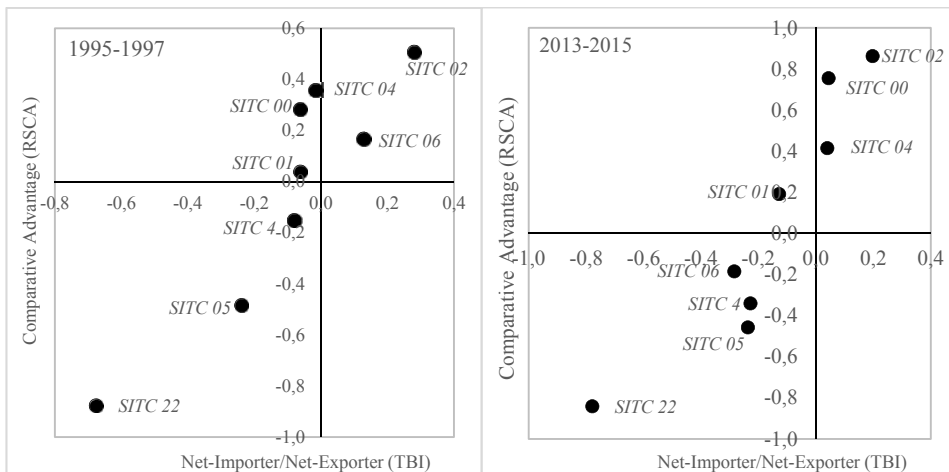 1995-1997
Comparative Advantage (RSCA)
0,6
0,4
0,2
0,0
-0,2
-0,4
-0,6
-0,8
-1,0
-0,8
-0,6
-0,4
-0,2
0,0
0,2
0,4
SITC 02
SITC 04
SITC 00
SITC 06
SITC 01
SITC 4
SITC 05
SITC 22
Net-Importer/Net-Exporter (TBI)
2013-2015
Comparative Advantage (RSCA)
1,0
0,8
0,6
0,4
0,2
0,0
-0,2
-0,4
-0,6
-0,8
-1,0
-1,0
-0,8
-0,6
-0,4
-0,2
0,0
0,2
0,4
SITC 02
SITC 00
SITC 04
SITC 01
SITC 06
SITC 4
SITC 05
SITC 22
Net-Importer/Net-Exporter (TBI)